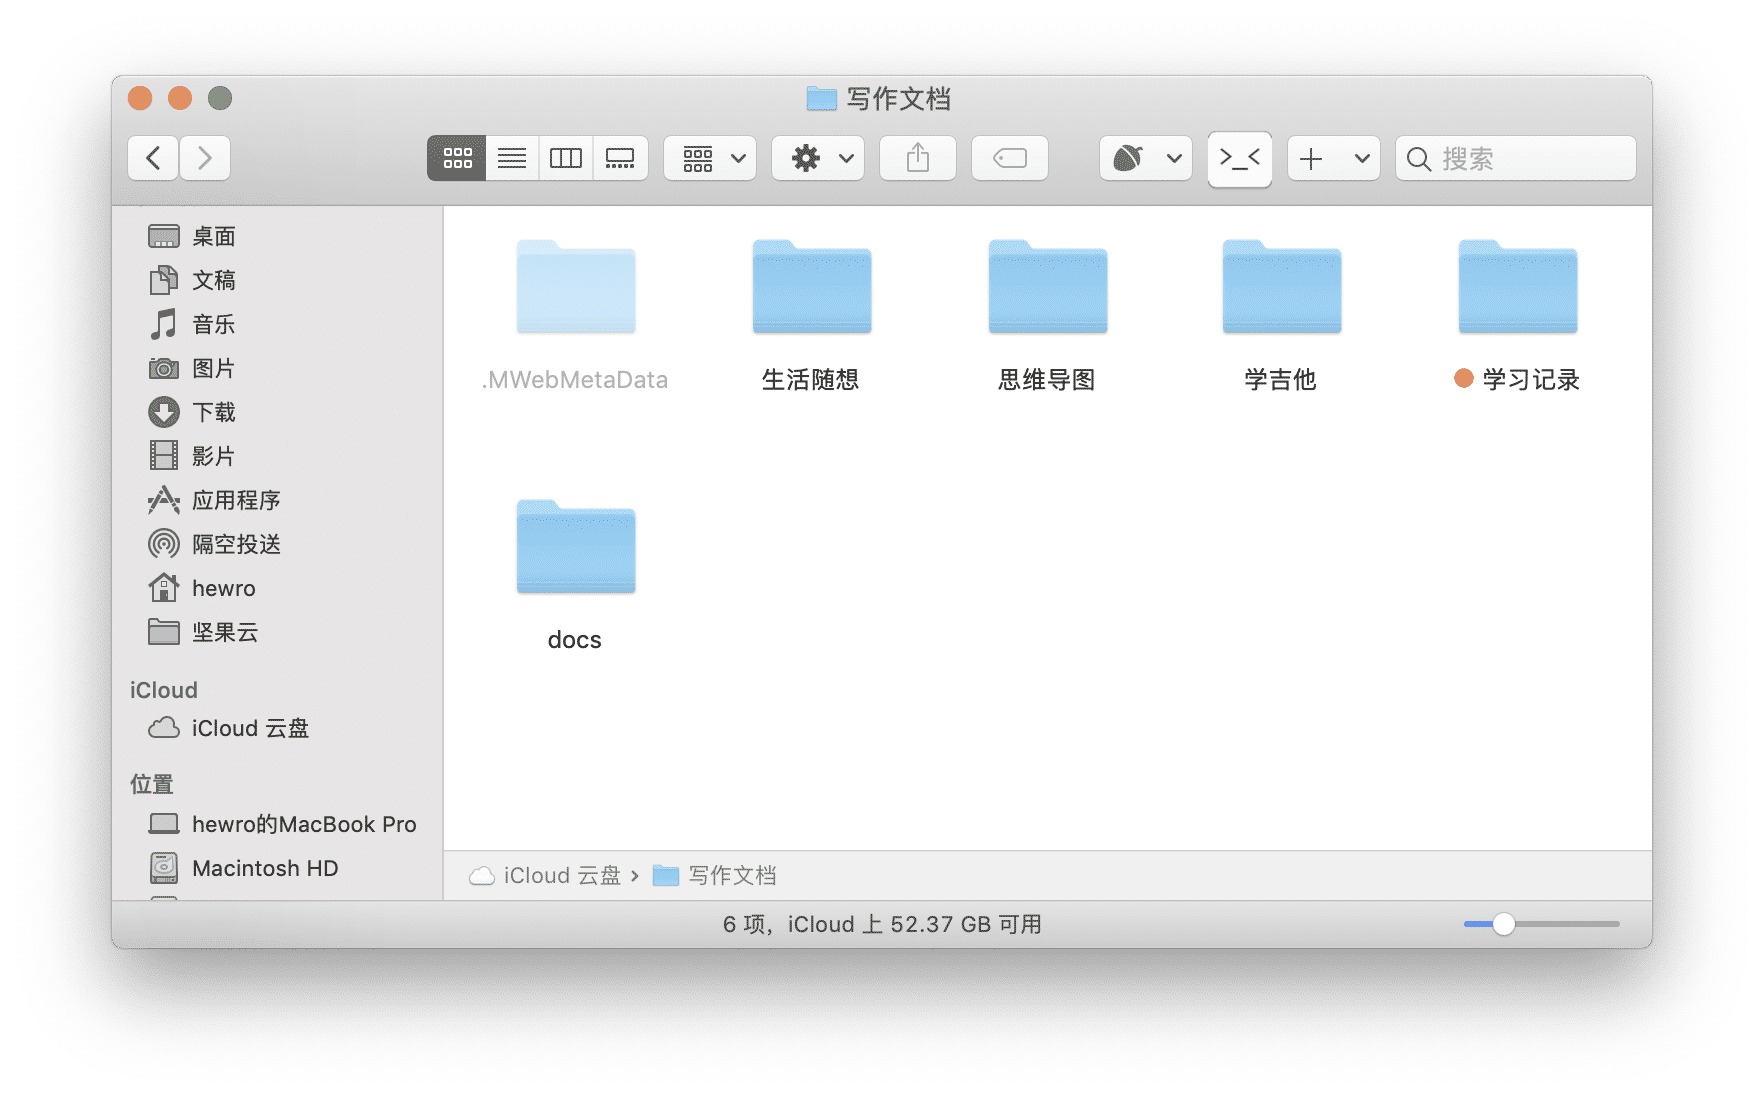 写作文档
>_<
搜索
桌面
文稿
音乐
图片
下载
影片
应用程序
隔空投送
hewro
坚果云
iCloud
iCloud 云盘
位置
hewro的MacBook Pro
Macintosh HD
.MWebMetaData
生活随想
思维导图
学吉他
学习记录
docs
iCloud 云盘 › 写作文档
6 项，iCloud 上 52.37 GB 可用